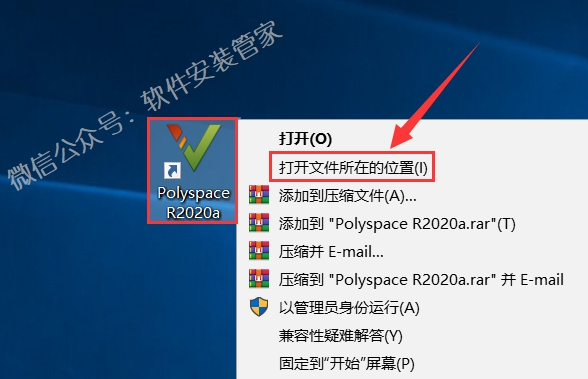 微信公众号：软件安装管家
Polyspace
R2020a
打开(O)
打开文件所在的位置(I)
添加到压缩文件(A)...
添加到 "Polyspace R2020a.rar"(T)
压缩并 E-mail...
压缩到 "Polyspace R2020a.rar" 并 E-mail
以管理员身份运行(A)
兼容性疑难解答(Y)
固定到“开始”屏幕(P)